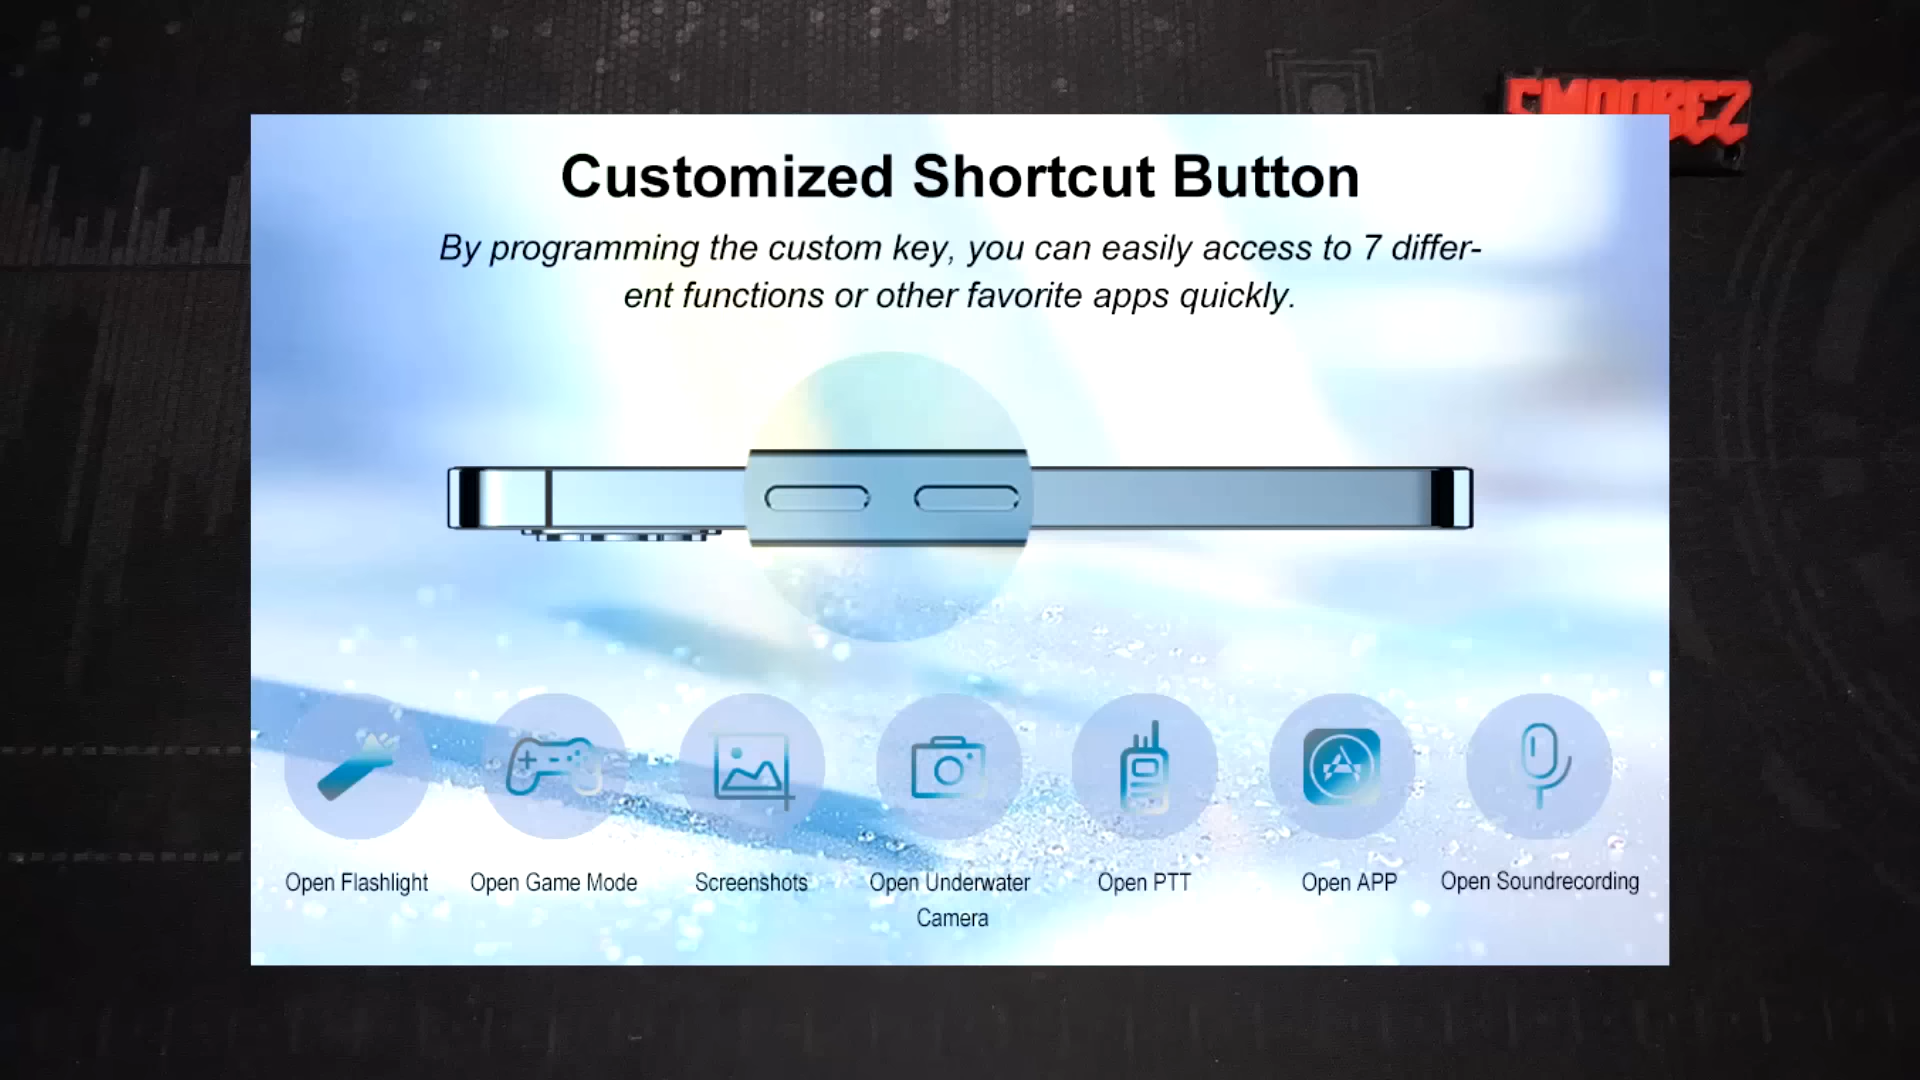 SMOOBEZ
Customized Shortcut Button
By programming the custom key, you can easily access to 7 differ-
ent functions or other favorite apps quickly.
Open Flashlight
Open Game Mode
Screenshots
Open Underwater
Camera
Open PTT
Open APP
Open Soundrecording